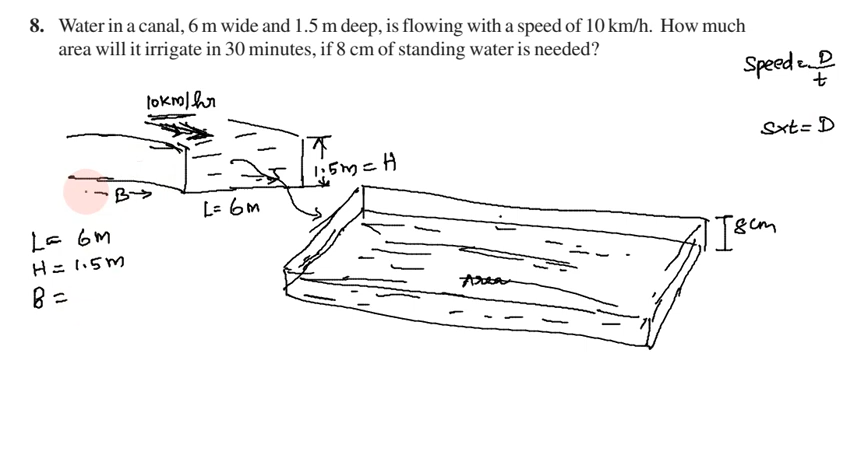 8. Water in a canal, 6 m wide and 1.5 m deep, is flowing with a speed of 10 km/h. How much
area will it irrigate in 30 minutes, if 8 cm of standing water is needed?
Speed = D/t
10km/hr
S×t = D
1.5m = H
B→
L = 6m
8cm
L = 6m
H = 1.5m
B =
Area